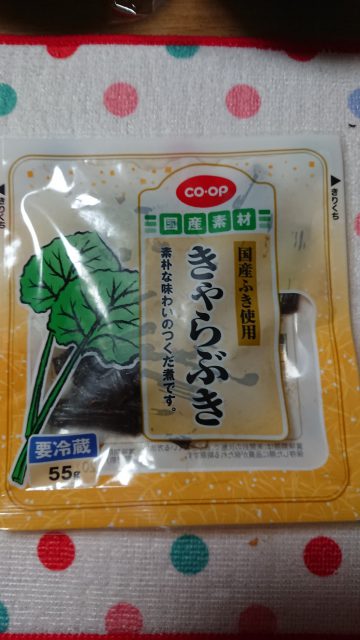 CO·OP
国産素材
国産ふき使用
きゃらぶき
素朴な味わいのつくだ煮です。
要冷蔵
55g
きりくち
きりくち